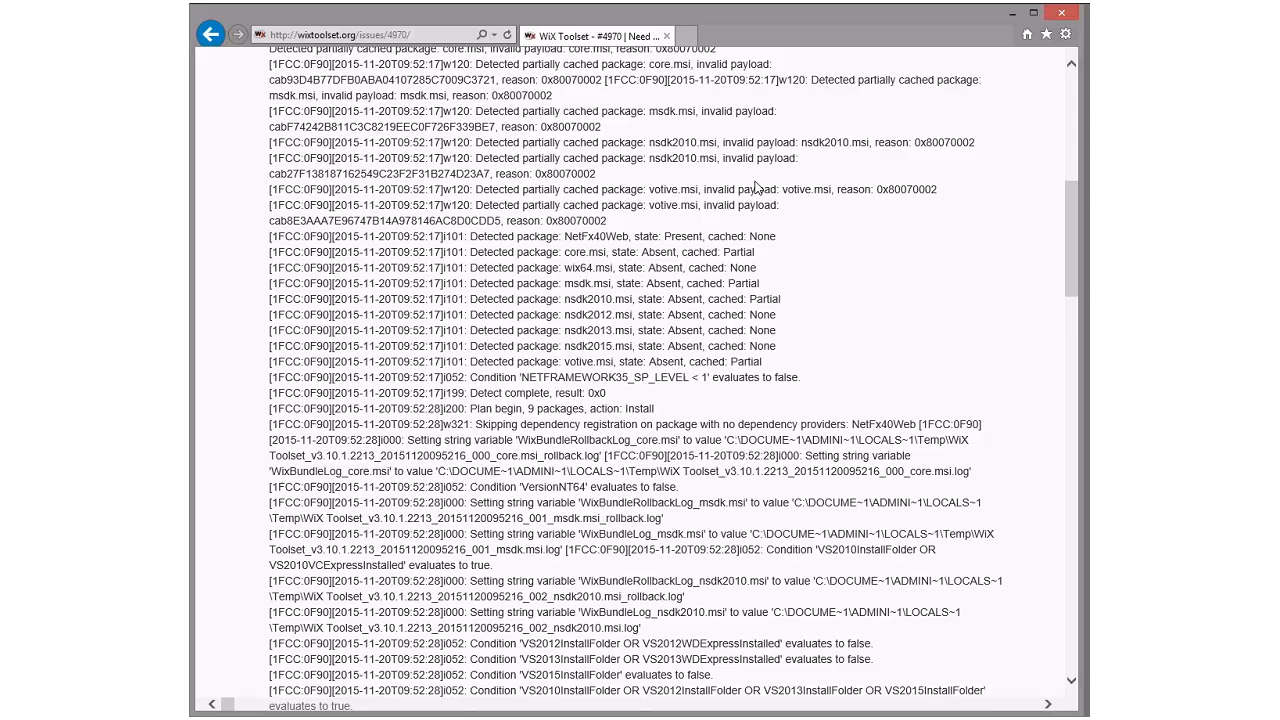 http://wixtoolset.org/issues/4970/
WiX Toolset - #4970 | Need ...
Detected partially cached package: core.msi, invalid payload: core.msi, reason: 0x80070002
[1FCC:0F90][2015-11-20T09:52:17]w120: Detected partially cached package: core.msi, invalid payload:
cab93D4B77DFB0ABA04107285C7009C3721, reason: 0x80070002 [1FCC:0F90][2015-11-20T09:52:17]w120: Detected partially cached package:
msdk.msi, invalid payload: msdk.msi, reason: 0x80070002
[1FCC:0F90][2015-11-20T09:52:17]w120: Detected partially cached package: msdk.msi, invalid payload:
cabF74242B811C3C8219EEC0F726F339BE7, reason: 0x80070002
[1FCC:0F90][2015-11-20T09:52:17]w120: Detected partially cached package: nsdk2010.msi, invalid payload: nsdk2010.msi, reason: 0x80070002
[1FCC:0F90][2015-11-20T09:52:17]w120: Detected partially cached package: nsdk2010.msi, invalid payload:
cab27F138187162549C23F2F31B274D23A7, reason: 0x80070002
[1FCC:0F90][2015-11-20T09:52:17]w120: Detected partially cached package: votive.msi, invalid payload: votive.msi, reason: 0x80070002
[1FCC:0F90][2015-11-20T09:52:17]w120: Detected partially cached package: votive.msi, invalid payload:
cab8E3AAA7E96747B14A978146AC8D0CDD5, reason: 0x80070002
[1FCC:0F90][2015-11-20T09:52:17]i101: Detected package: NetFx40Web, state: Present, cached: None
[1FCC:0F90][2015-11-20T09:52:17]i101: Detected package: core.msi, state: Absent, cached: Partial
[1FCC:0F90][2015-11-20T09:52:17]i101: Detected package: wix64.msi, state: Absent, cached: None
[1FCC:0F90][2015-11-20T09:52:17]i101: Detected package: msdk.msi, state: Absent, cached: Partial
[1FCC:0F90][2015-11-20T09:52:17]i101: Detected package: nsdk2010.msi, state: Absent, cached: Partial
[1FCC:0F90][2015-11-20T09:52:17]i101: Detected package: nsdk2012.msi, state: Absent, cached: None
[1FCC:0F90][2015-11-20T09:52:17]i101: Detected package: nsdk2013.msi, state: Absent, cached: None
[1FCC:0F90][2015-11-20T09:52:17]i101: Detected package: nsdk2015.msi, state: Absent, cached: None
[1FCC:0F90][2015-11-20T09:52:17]i101: Detected package: votive.msi, state: Absent, cached: Partial
[1FCC:0F90][2015-11-20T09:52:17]i052: Condition 'NETFRAMEWORK35_SP_LEVEL < 1' evaluates to false.
[1FCC:0F90][2015-11-20T09:52:17]i199: Detect complete, result: 0x0
[1FCC:0F90][2015-11-20T09:52:28]i200: Plan begin, 9 packages, action: Install
[1FCC:0F90][2015-11-20T09:52:28]w321: Skipping dependency registration on package with no dependency providers: NetFx40Web [1FCC:0F90]
[2015-11-20T09:52:28]i000: Setting string variable 'WixBundleRollbackLog_core.msi' to value 'C:\DOCUME~1\ADMINI~1\LOCALS~1\Temp\WiX
Toolset_v3.10.1.2213_20151120095216_000_core.msi_rollback.log' [1FCC:0F90][2015-11-20T09:52:28]i000: Setting string variable
'WixBundleLog_core.msi' to value 'C:\DOCUME~1\ADMINI~1\LOCALS~1\Temp\WiX Toolset_v3.10.1.2213_20151120095216_000_core.msi.log'
[1FCC:0F90][2015-11-20T09:52:28]i052: Condition 'VersionNT64' evaluates to false.
[1FCC:0F90][2015-11-20T09:52:28]i000: Setting string variable 'WixBundleRollbackLog_msdk.msi' to value 'C:\DOCUME~1\ADMINI~1\LOCALS~1
\Temp\WiX Toolset_v3.10.1.2213_20151120095216_001_msdk.msi_rollback.log'
[1FCC:0F90][2015-11-20T09:52:28]i000: Setting string variable 'WixBundleLog_msdk.msi' to value 'C:\DOCUME~1\ADMINI~1\LOCALS~1\Temp\WiX
Toolset_v3.10.1.2213_20151120095216_001_msdk.msi.log' [1FCC:0F90][2015-11-20T09:52:28]i052: Condition 'VS2010InstallFolder OR
VS2010VCExpressInstalled' evaluates to true.
[1FCC:0F90][2015-11-20T09:52:28]i000: Setting string variable 'WixBundleRollbackLog_nsdk2010.msi' to value 'C:\DOCUME~1\ADMINI~1\LOCALS~1
\Temp\WiX Toolset_v3.10.1.2213_20151120095216_002_nsdk2010.msi_rollback.log'
[1FCC:0F90][2015-11-20T09:52:28]i000: Setting string variable 'WixBundleLog_nsdk2010.msi' to value 'C:\DOCUME~1\ADMINI~1\LOCALS~1
\Temp\WiX Toolset_v3.10.1.2213_20151120095216_002_nsdk2010.msi.log'
[1FCC:0F90][2015-11-20T09:52:28]i052: Condition 'VS2012InstallFolder OR VS2012WDExpressInstalled' evaluates to false.
[1FCC:0F90][2015-11-20T09:52:28]i052: Condition 'VS2013InstallFolder OR VS2013WDExpressInstalled' evaluates to false.
[1FCC:0F90][2015-11-20T09:52:28]i052: Condition 'VS2015InstallFolder' evaluates to false.
[1FCC:0F90][2015-11-20T09:52:28]i052: Condition 'VS2010InstallFolder OR VS2012InstallFolder OR VS2013InstallFolder OR VS2015InstallFolder'
evaluates to true.